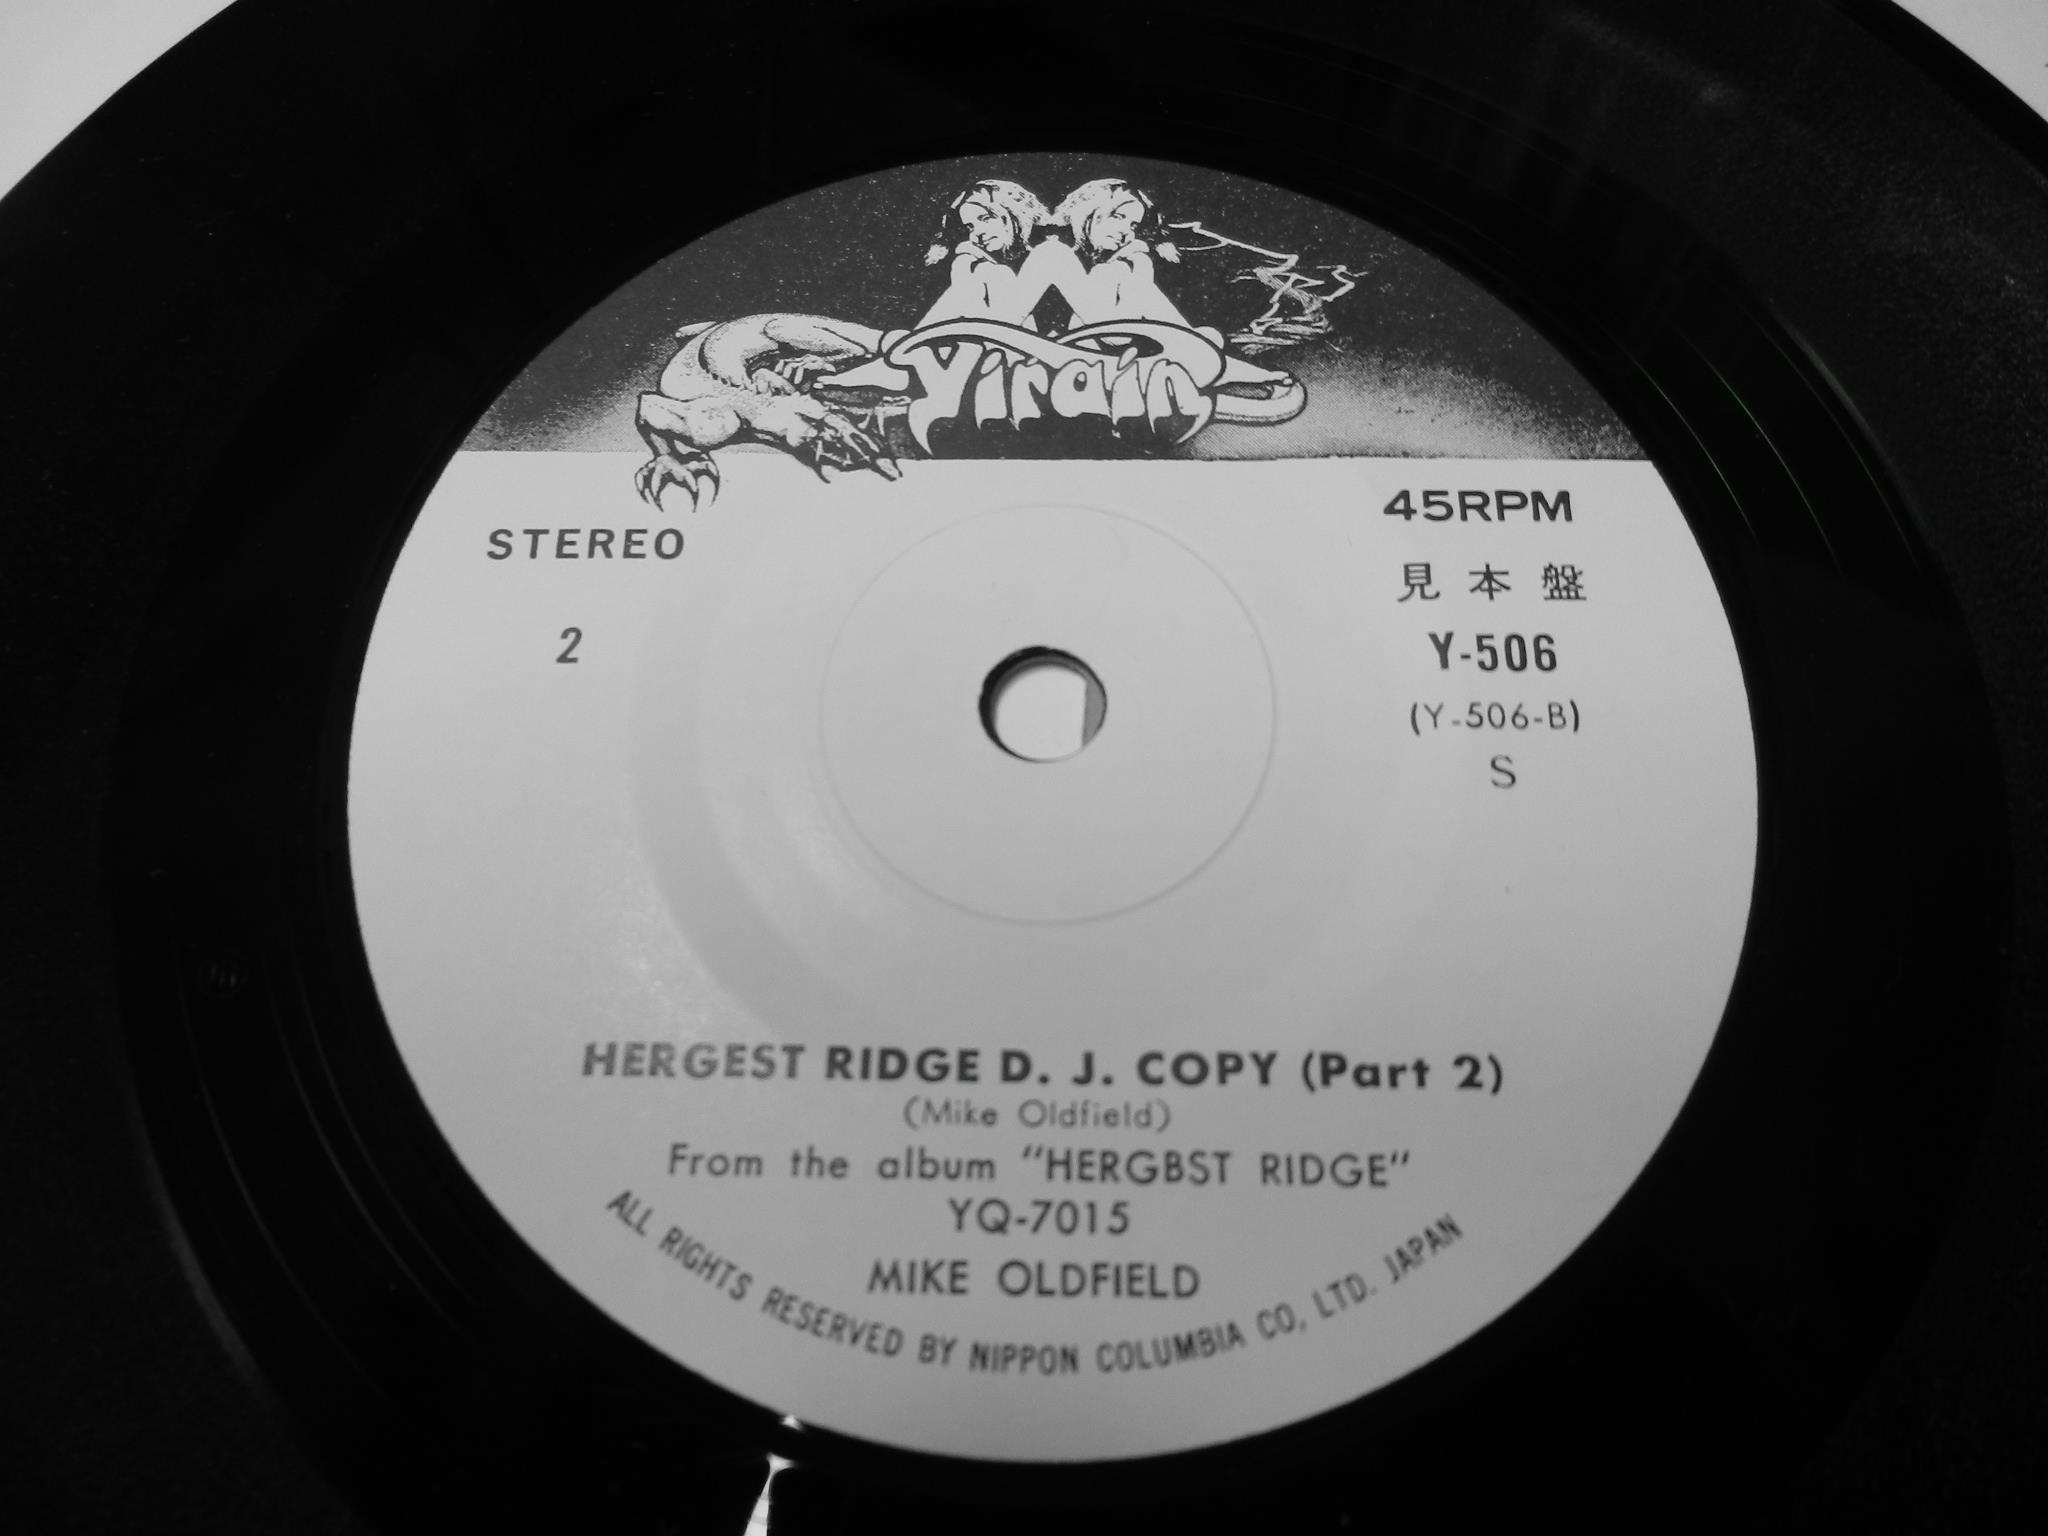 Virgin
STEREO
45RPM
見本盤
2
Y-506
(Y-506-B)
S
HERGEST RIDGE D. J. COPY (Part 2)
(Mike Oldfield)
From the album "HERGBST RIDGE"
YQ-7015
MIKE OLDFIELD
ALL RIGHTS RESERVED BY NIPPON COLUMBIA CO, LTD. JAPAN